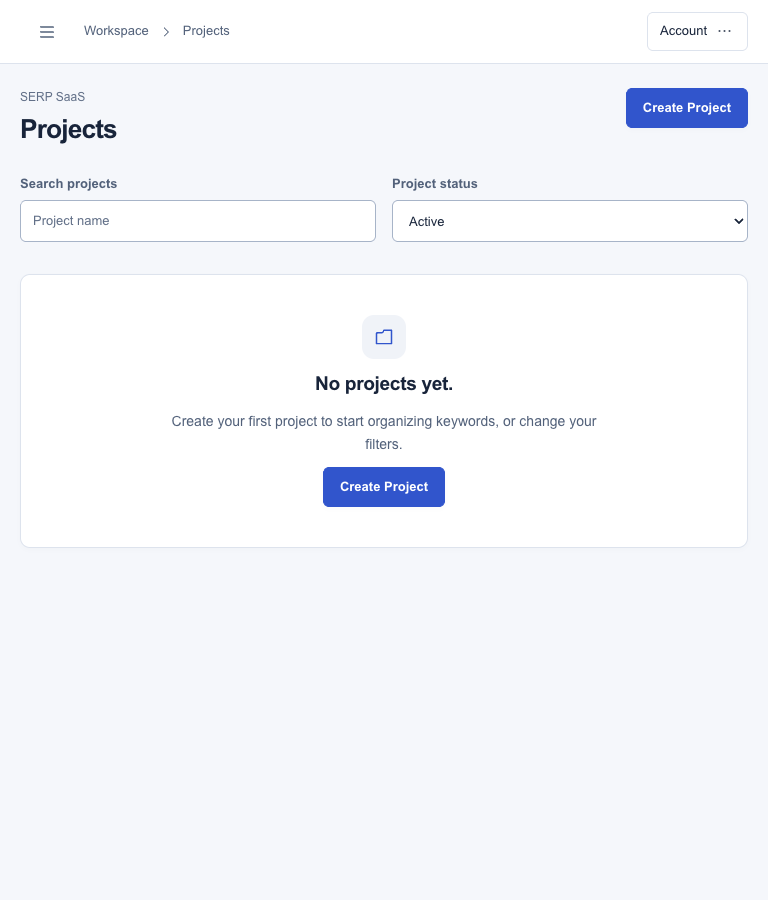 Workspace
Projects
Account ···
SERP SaaS
Projects
Create Project
Search projects
Project status
Project name
Active
No projects yet.
Create your first project to start organizing keywords, or change your
filters.
Create Project